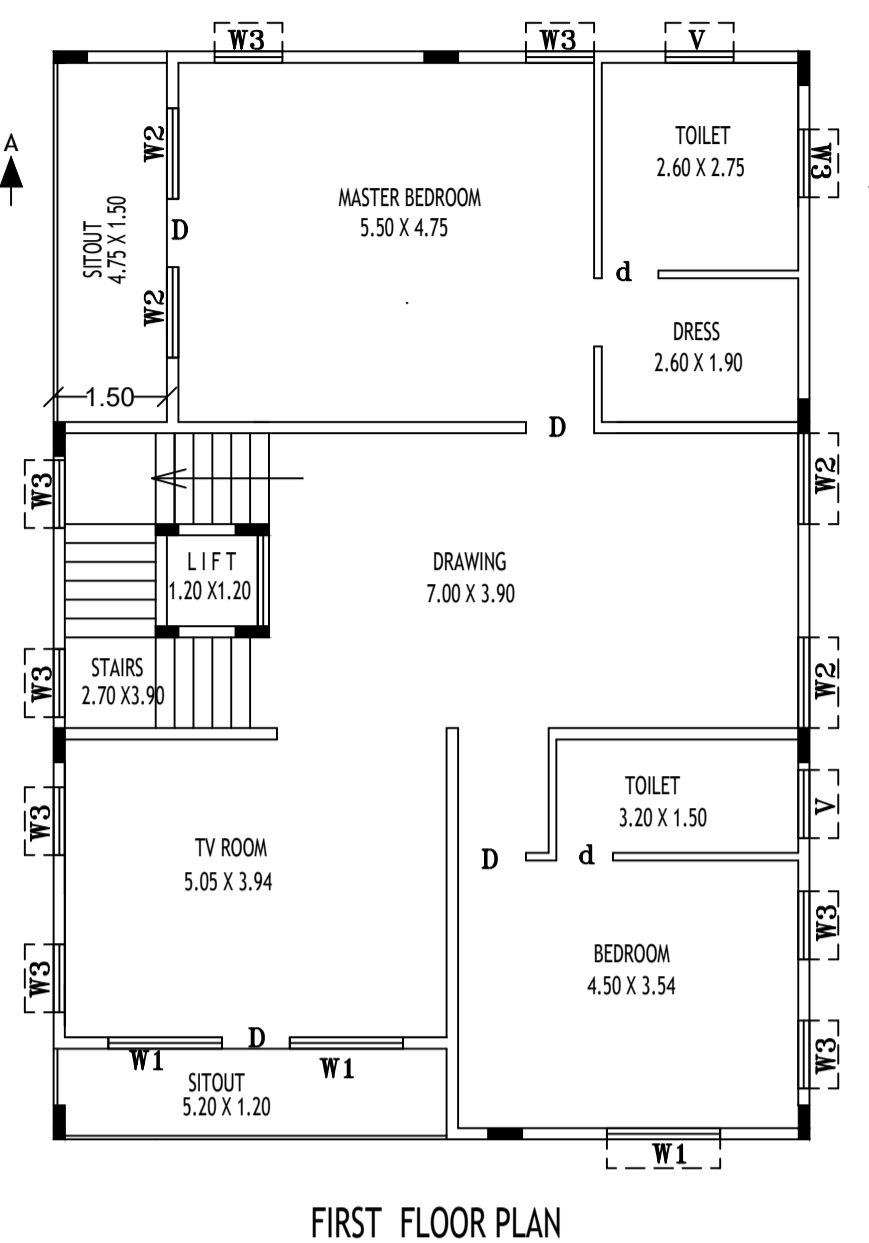 W3
W3
V
A
W2
TOILET
2.60 X 2.75
W3
MASTER BEDROOM
5.50 X 4.75
SITOUT
4.75 X 1.50
D
d
W2
DRESS
2.60 X 1.90
1.50
D
W3
W2
LIFT
1.20 X1.20
DRAWING
7.00 X 3.90
STAIRS
2.70 X3.90
W3
W2
TOILET
3.20 X 1.50
V
W3
TV ROOM
5.05 X 3.94
D
d
W3
BEDROOM
4.50 X 3.54
W3
D
W1
W1
W3
SITOUT
5.20 X 1.20
W1
FIRST FLOOR PLAN